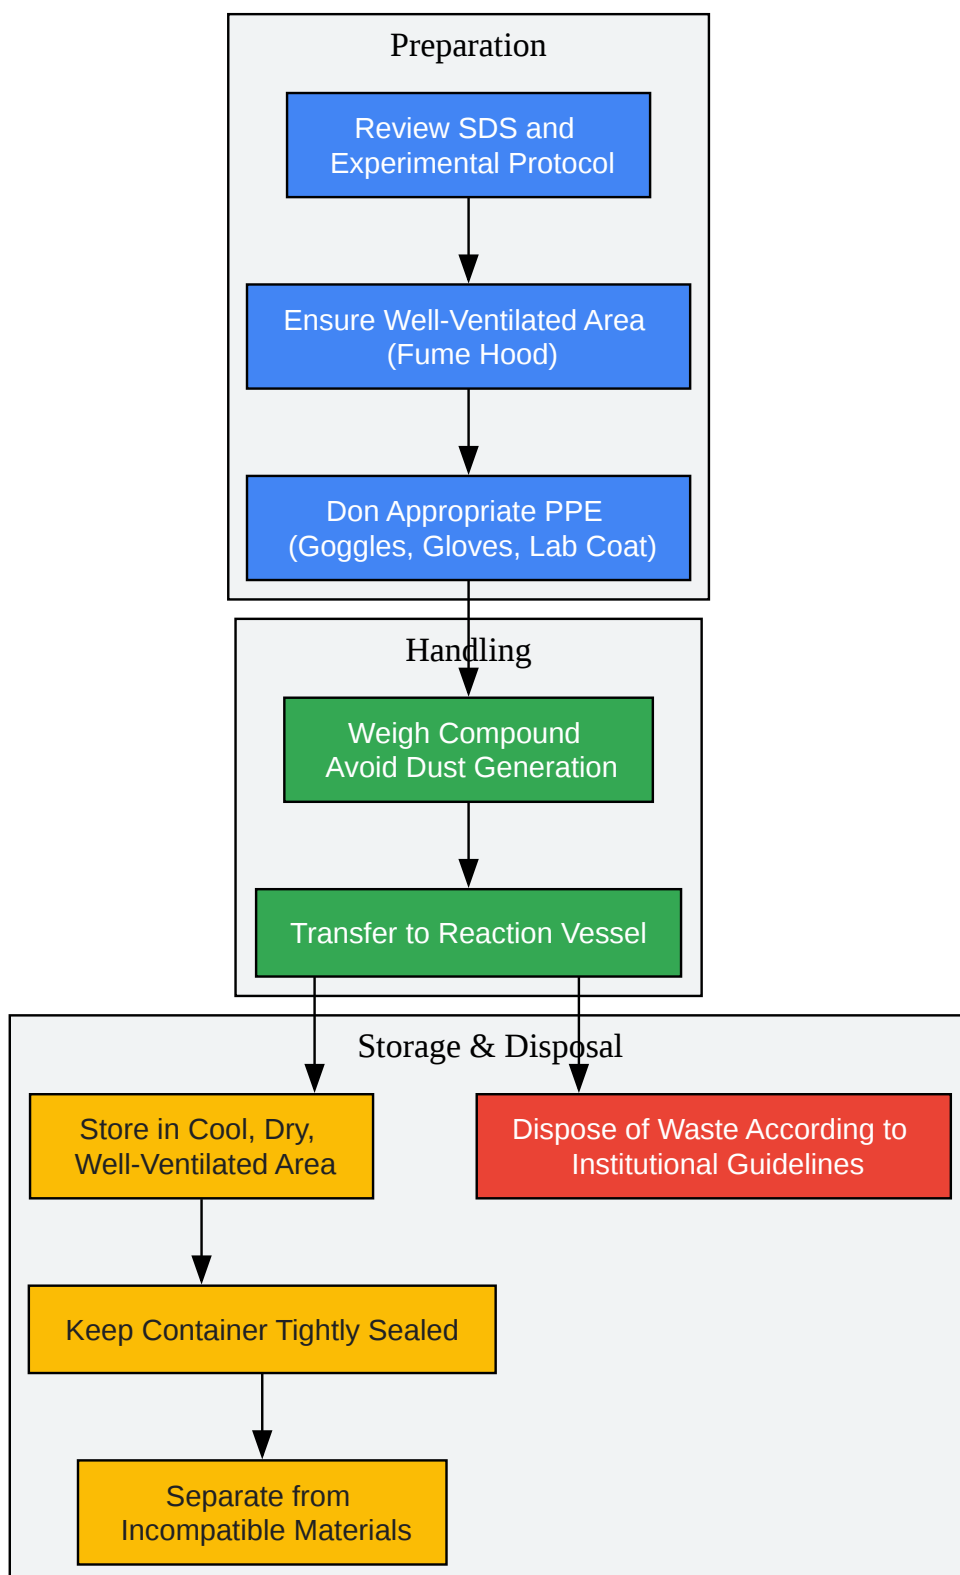 Preparation
Review SDS and
Experimental Protocol
Ensure Well-Ventilated Area
(Fume Hood)
Don Appropriate PPE
(Goggles, Gloves, Lab Coat)
Handling
Weigh Compound
Avoid Dust Generation
Transfer to Reaction Vessel
Storage & Disposal
Store in Cool, Dry,
Well-Ventilated Area
Dispose of Waste According to
Institutional Guidelines
Keep Container Tightly Sealed
Separate from
Incompatible Materials